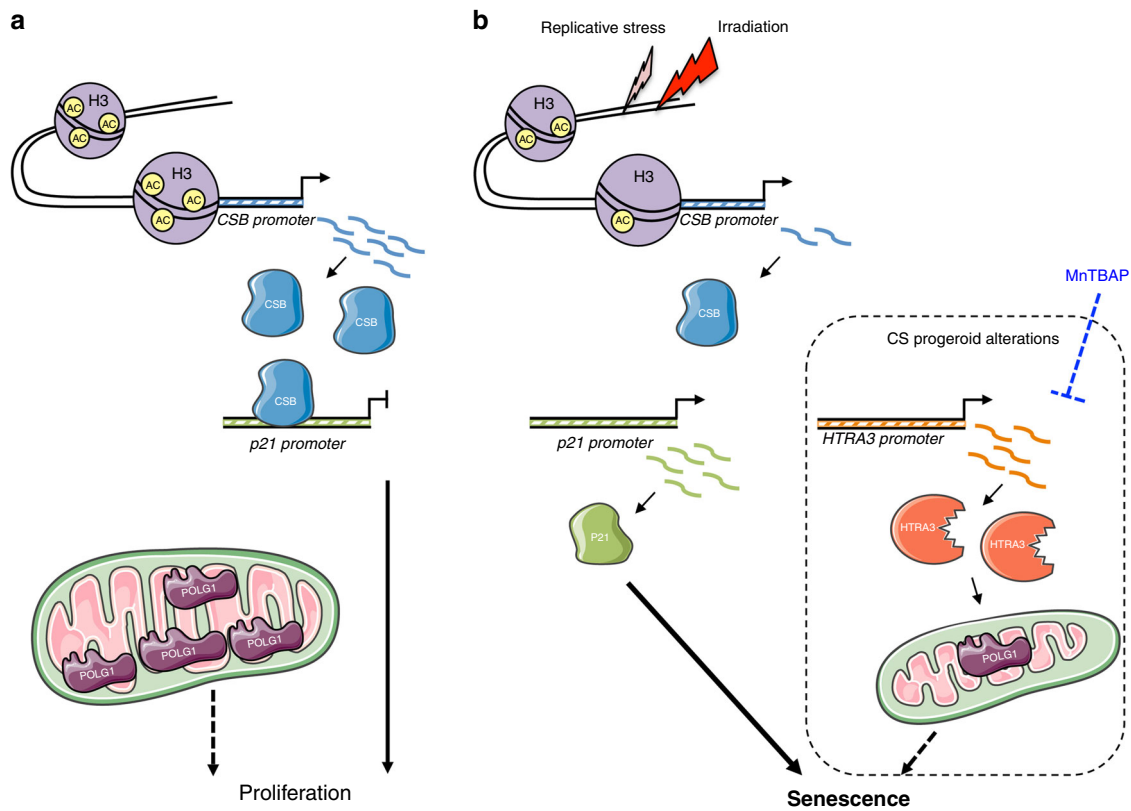 a
H3
AC
AC
AC
H3
AC
AC
AC
CSB promoter
CSB
CSB
CSB
p21 promoter
POLG1
POLG1
POLG1
POLG1
Proliferation
b
Replicative stress
Irradiation
H3
AC
AC
H3
AC
CSB promoter
CSB
p21 promoter
P21
MnTBAP
CS progeroid alterations
HTRA3 promoter
HTRA3
HTRA3
POLG1
Senescence